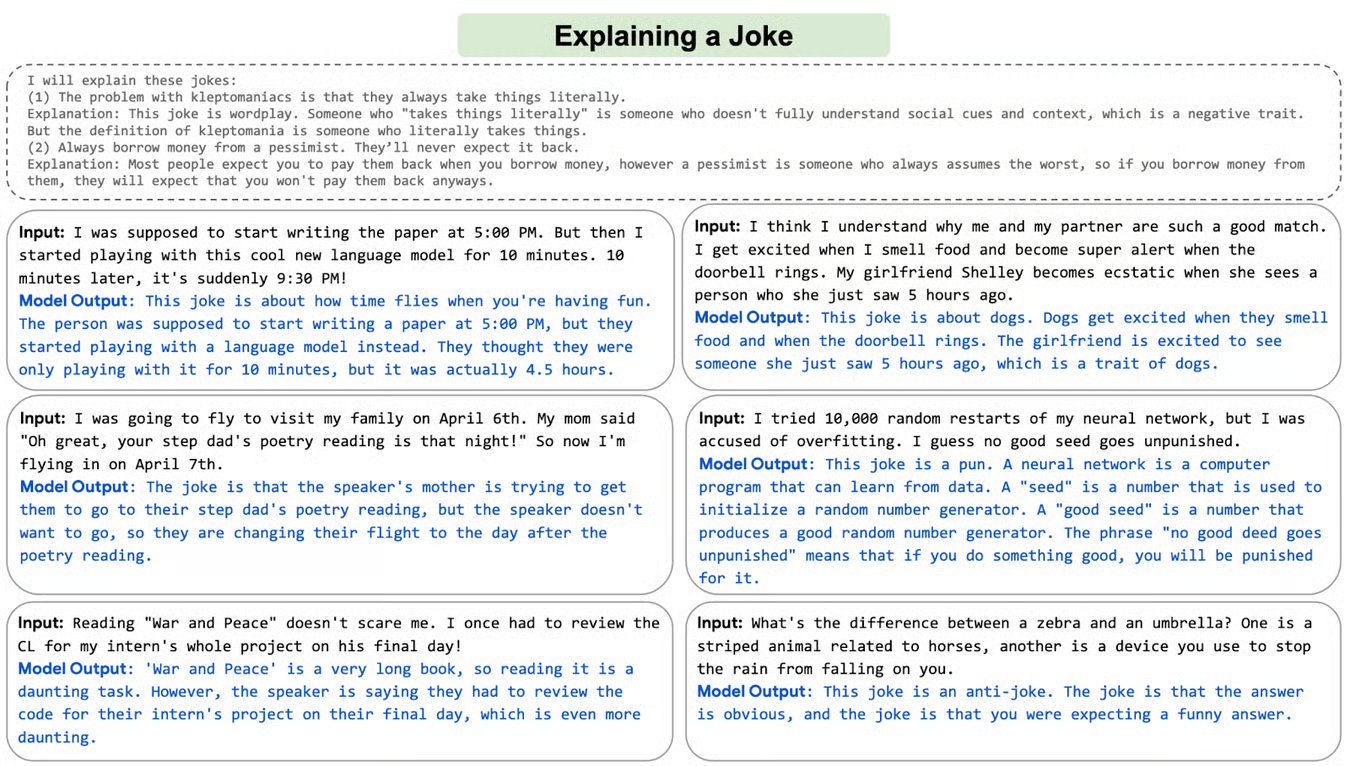 Explaining a Joke
I will explain these jokes:
(1) The problem with kleptomaniacs is that they always take things literally.
Explanation: This joke is wordplay. Someone who "takes things literally" is someone who doesn't fully understand social cues and context, which is a negative trait.
But the definition of kleptomania is someone who literally takes things.
(2) Always borrow money from a pessimist. They’ll never expect it back.
Explanation: Most people expect you to pay them back when you borrow money, however a pessimist is someone who always assumes the worst, so if you borrow money from
them, they will expect that you won't pay them back anyways.
Input: I was supposed to start writing the paper at 5:00 PM. But then I
started playing with this cool new language model for 10 minutes. 10
minutes later, it's suddenly 9:30 PM!
Model Output: This joke is about how time flies when you're having fun.
The person was supposed to start writing a paper at 5:00 PM, but they
started playing with a language model instead. They thought they were
only playing with it for 10 minutes, but it was actually 4.5 hours.
Input: I think I understand why me and my partner are such a good match.
I get excited when I smell food and become super alert when the
doorbell rings. My girlfriend Shelley becomes ecstatic when she sees a
person who she just saw 5 hours ago.
Model Output: This joke is about dogs. Dogs get excited when they smell
food and when the doorbell rings. The girlfriend is excited to see
someone she just saw 5 hours ago, which is a trait of dogs.
Input: I was going to fly to visit my family on April 6th. My mom said
"Oh great, your step dad's poetry reading is that night!" So now I'm
flying in on April 7th.
Model Output: The joke is that the speaker's mother is trying to get
them to go to their step dad's poetry reading, but the speaker doesn't
want to go, so they are changing their flight to the day after the
poetry reading.
Input: I tried 10,000 random restarts of my neural network, but I was
accused of overfitting. I guess no good seed goes unpunished.
Model Output: This joke is a pun. A neural network is a computer
program that can learn from data. A "seed" is a number that is used to
initialize a random number generator. A "good seed" is a number that
produces a good random number generator. The phrase "no good deed goes
unpunished" means that if you do something good, you will be punished
for it.
Input: Reading "War and Peace" doesn't scare me. I once had to review the
CL for my intern's whole project on his final day!
Model Output: 'War and Peace' is a very long book, so reading it is a
daunting task. However, the speaker is saying they had to review the
code for their intern's project on their final day, which is even more
daunting.
Input: What's the difference between a zebra and an umbrella? One is a
striped animal related to horses, another is a device you use to stop
the rain from falling on you.
Model Output: This joke is an anti-joke. The joke is that the answer
is obvious, and the joke is that you were expecting a funny answer.